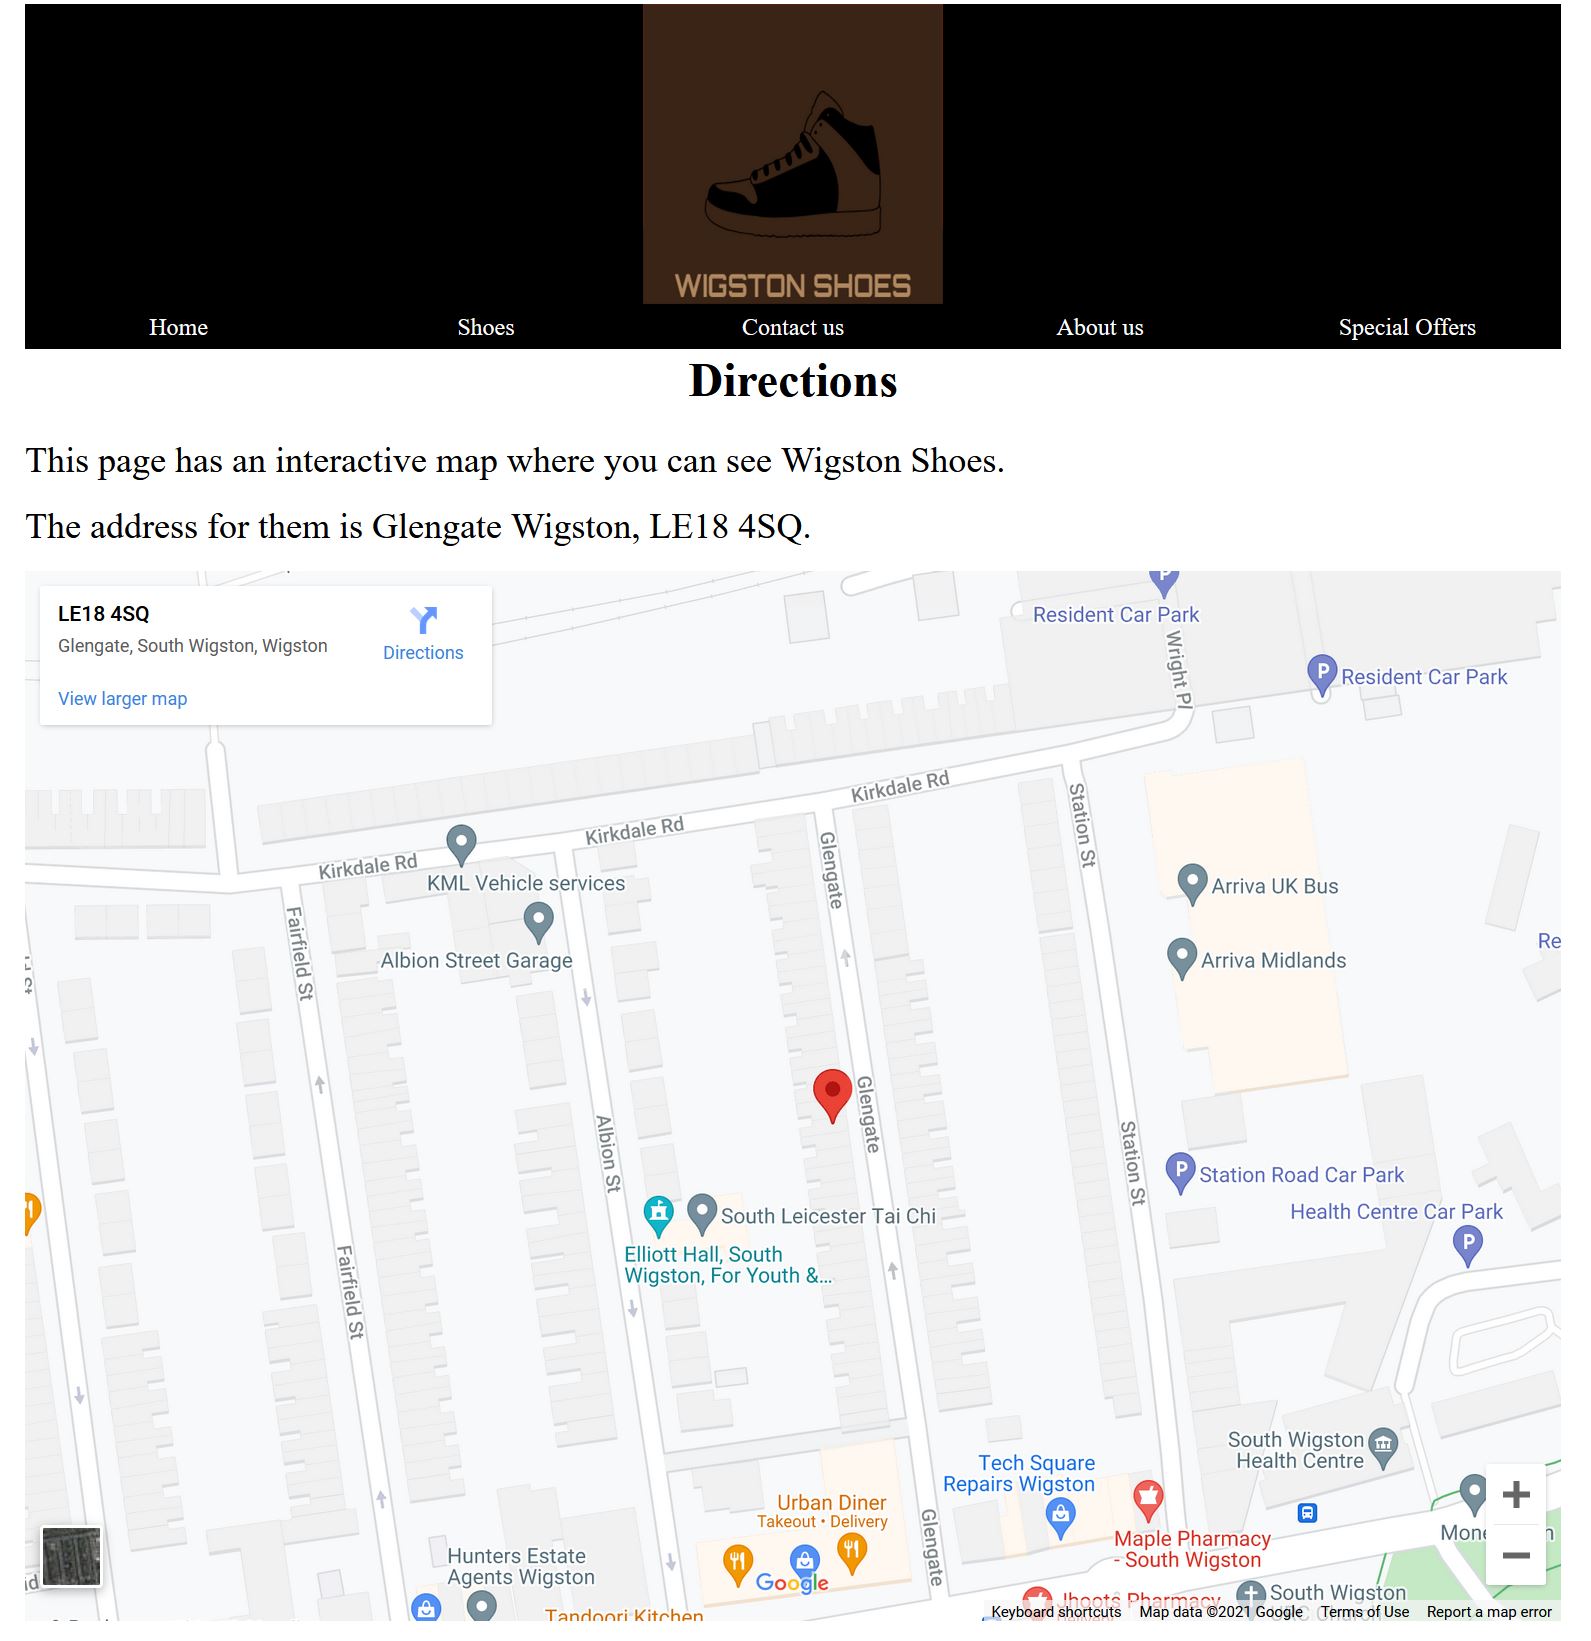 WIGSTON SHOES
Home
Shoes
Contact us
About us
Special Offers
Directions
This page has an interactive map where you can see Wigston Shoes.
The address for them is Glengate Wigston, LE18 4SQ.
LE18 4SQ
Glengate, South Wigston, Wigston
Directions
View larger map
Resident Car Park
Wright Pl
Resident Car Park
Kirkdale Rd
Kirkdale Rd
Kirkdale Rd
Station St
Glengate
KML Vehicle services
Arriva UK Bus
Fairfield St
Albion Street Garage
Re
Arriva Midlands
Glengate
Albion St
Station St
Station Road Car Park
Health Centre Car Park
South Leicester Tai Chi
Elliott Hall, South
Wigston, For Youth &...
Fairfield St
South Wigston
Health Centre
Tech Square
Repairs Wigston
Urban Diner
Takeout • Delivery
Glengate
Maple Pharmacy
- South Wigston
Hunters Estate
Agents Wigston
Google
Jhoots Pharmacy
South Wigston
URC Church
Tandoori Kitchen
Keyboard shortcuts
Map data ©2021 Google
Terms of Use
Report a map error